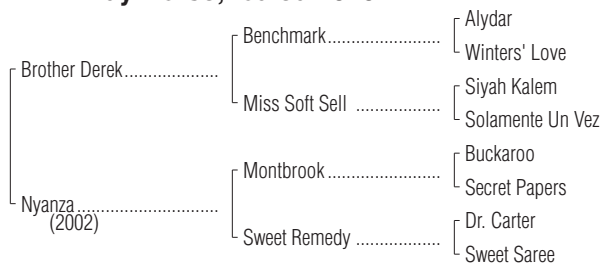 Alydar
Benchmark
Winters' Love
Brother Derek
Siyah Kalem
Miss Soft Sell
Solamente Un Vez
Buckaroo
Montbrook
Secret Papers
Nyanza
(2002)
Dr. Carter
Sweet Remedy
Sweet Saree